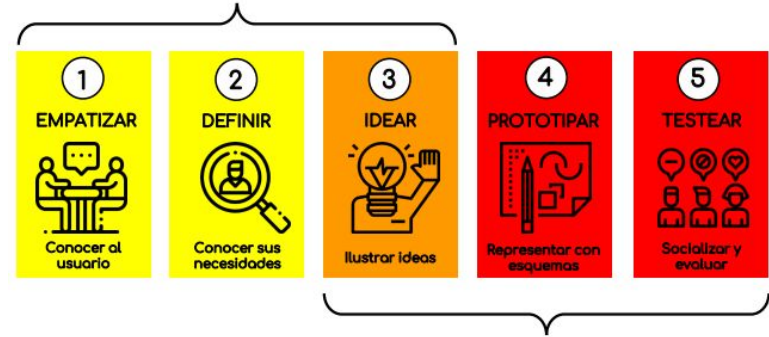 1
EMPATIZAR
Conocer al
usuario
2
DEFINIR
Conocer sus
necesidades
3
IDEAR
Ilustrar ideas
4
PROTOTIPAR
Representar con
esquemas
5
TESTEAR
Socializar y
evaluar